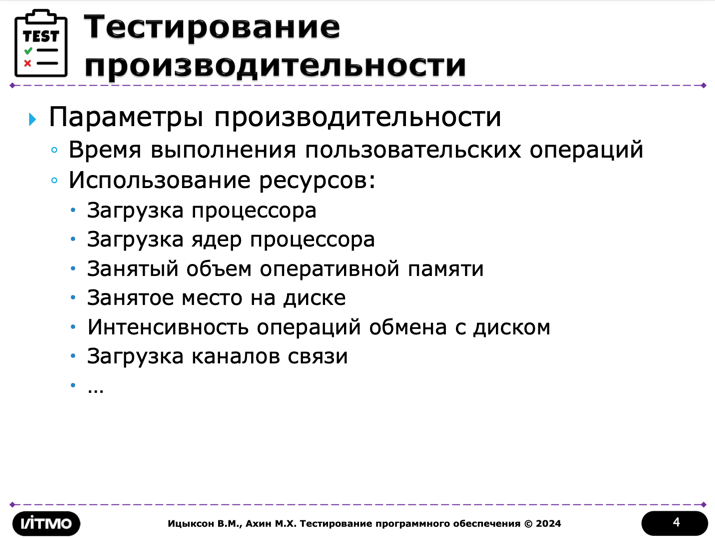 TEST
Тестирование
производительности
Параметры производительности
Время выполнения пользовательских операций
Использование ресурсов:
Загрузка процессора
Загрузка ядер процессора
Занятый объем оперативной памяти
Занятое место на диске
Интенсивность операций обмена с диском
Загрузка каналов связи
...
ИТМО
Ицыксон В.М., Ахин М.Х. Тестирование программного обеспечения © 2024
4